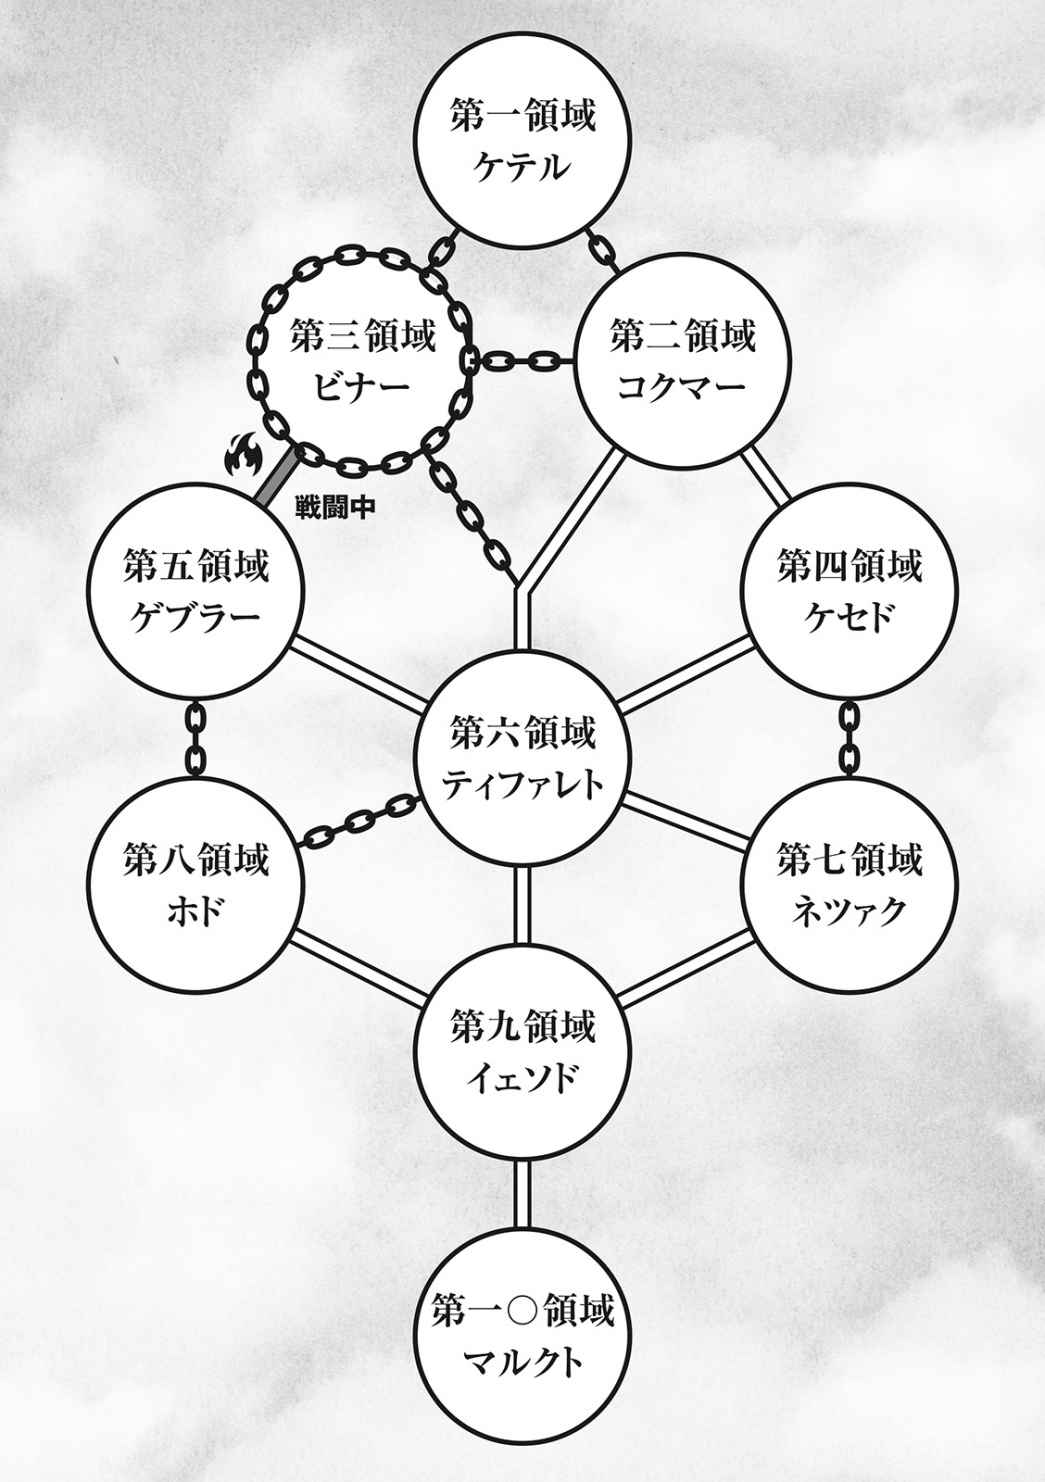 第一領域
ケテル
第三領域
ビナー
第二領域
コクマー
戦闘中
第五領域
ゲブラー
第四領域
ケセド
第六領域
ティファレト
第八領域
ホド
第七領域
ネツァク
第九領域
イェソド
第一〇領域
マルクト